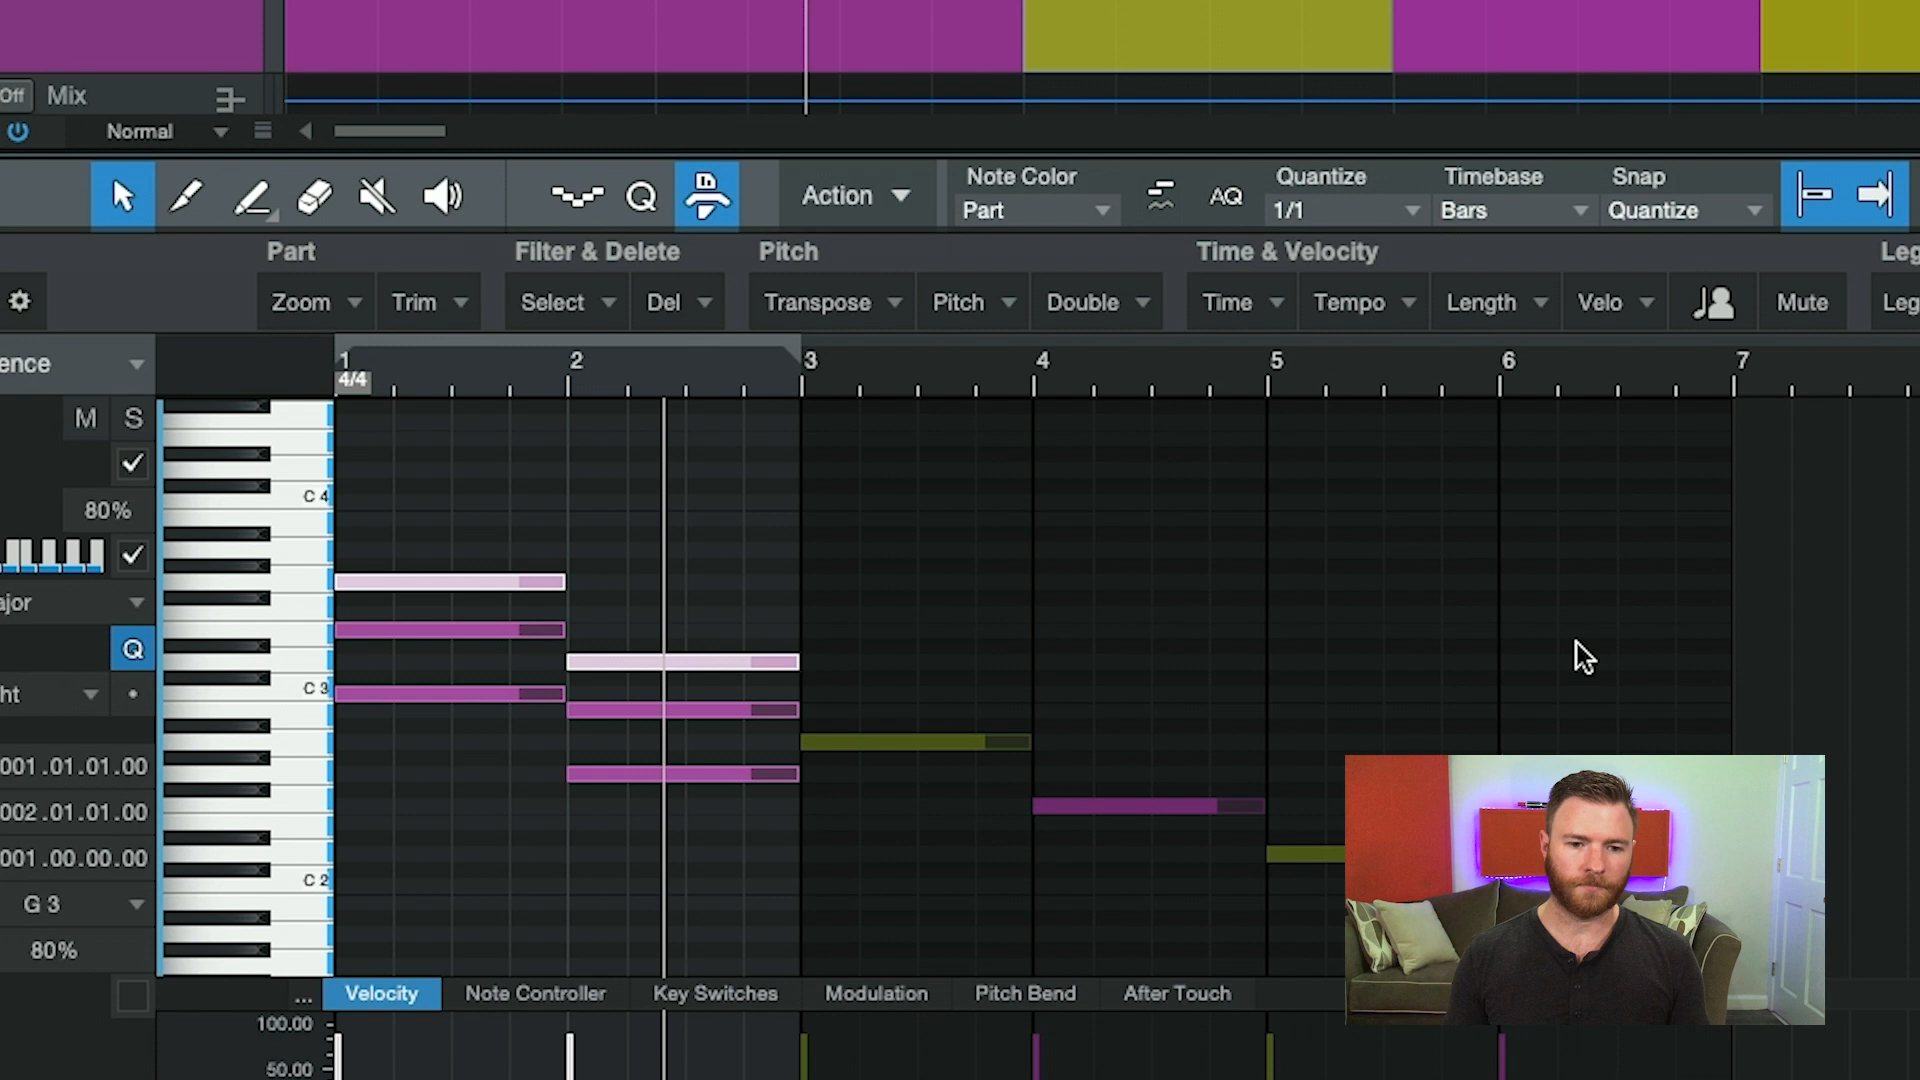 Off Mix
Normal
Action
Note Color
Part
AQ
Quantize
1/1
Timebase
Bars
Snap
Quantize
Part
Filter & Delete
Pitch
Time & Velocity
Leg
Zoom
Trim
Select
Del
Transpose
Pitch
Double
Time
Tempo
Length
Velo
Mute
Leg
ence
1 2 3 4 5 6 7
4/4
M S
C 4
80%
ajor
Q
C 3
ht
001.01.01.00
002.01.01.00
001.00.00.00
C 2
G 3
80%
... Velocity Note Controller Key Switches Modulation Pitch Bend After Touch
100.00
50.00